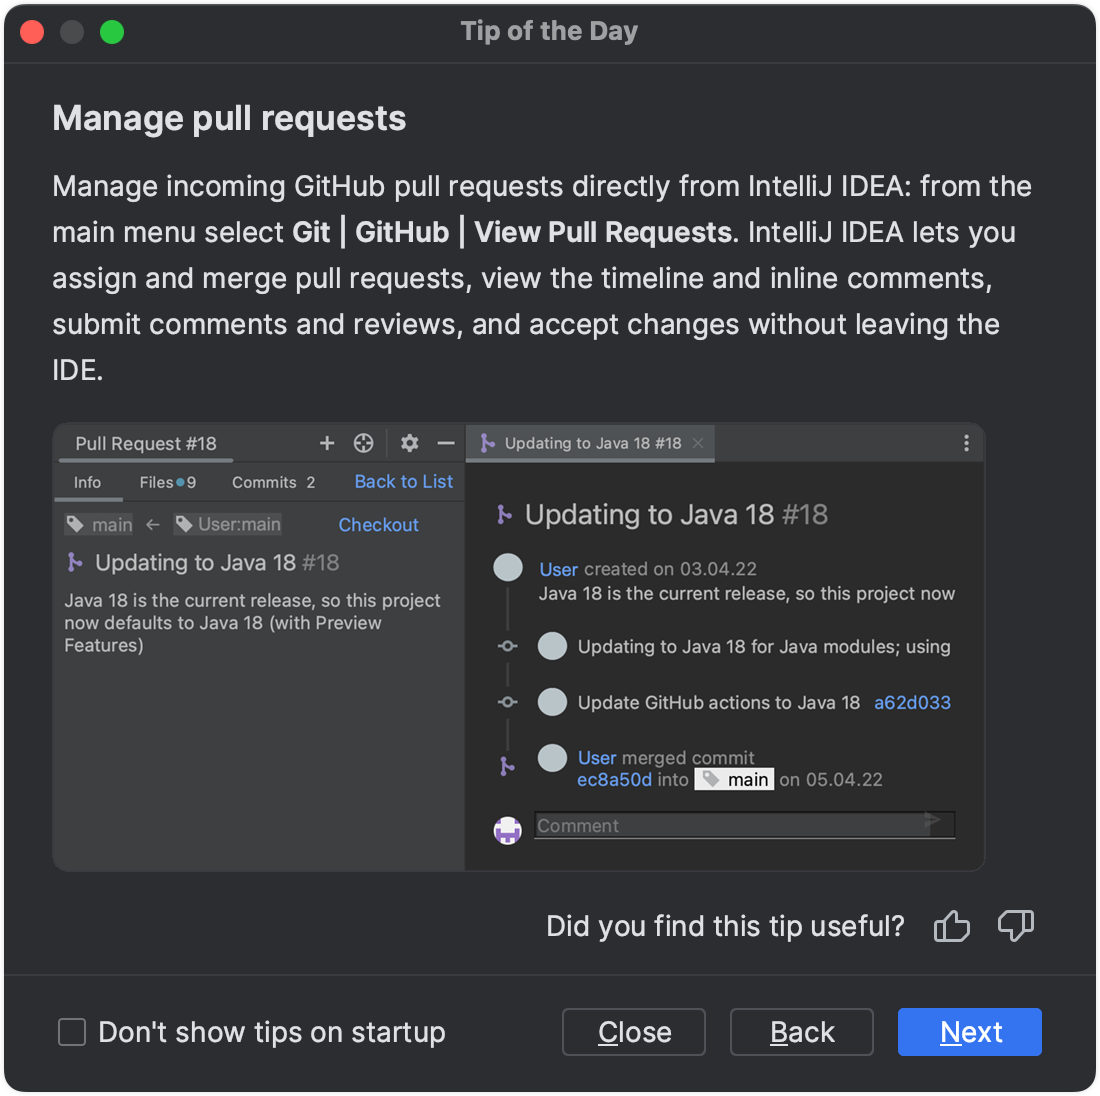 Tip of the Day
Manage pull requests
Manage incoming GitHub pull requests directly from IntelliJ IDEA: from the
main menu select Git | GitHub | View Pull Requests. IntelliJ IDEA lets you
assign and merge pull requests, view the timeline and inline comments,
submit comments and reviews, and accept changes without leaving the
IDE.
Pull Request #18
Info Files 9 Commits 2 Back to List
main ← User:main Checkout
Updating to Java 18 #18
Java 18 is the current release, so this project
now defaults to Java 18 (with Preview
Features)
Updating to Java 18 #18
Updating to Java 18 #18
User created on 03.04.22
Java 18 is the current release, so this project now
Updating to Java 18 for Java modules; using
Update GitHub actions to Java 18 a62d033
User merged commit
ec8a50d into main on 05.04.22
Comment
Did you find this tip useful?
Don't show tips on startup
Close
Back
Next